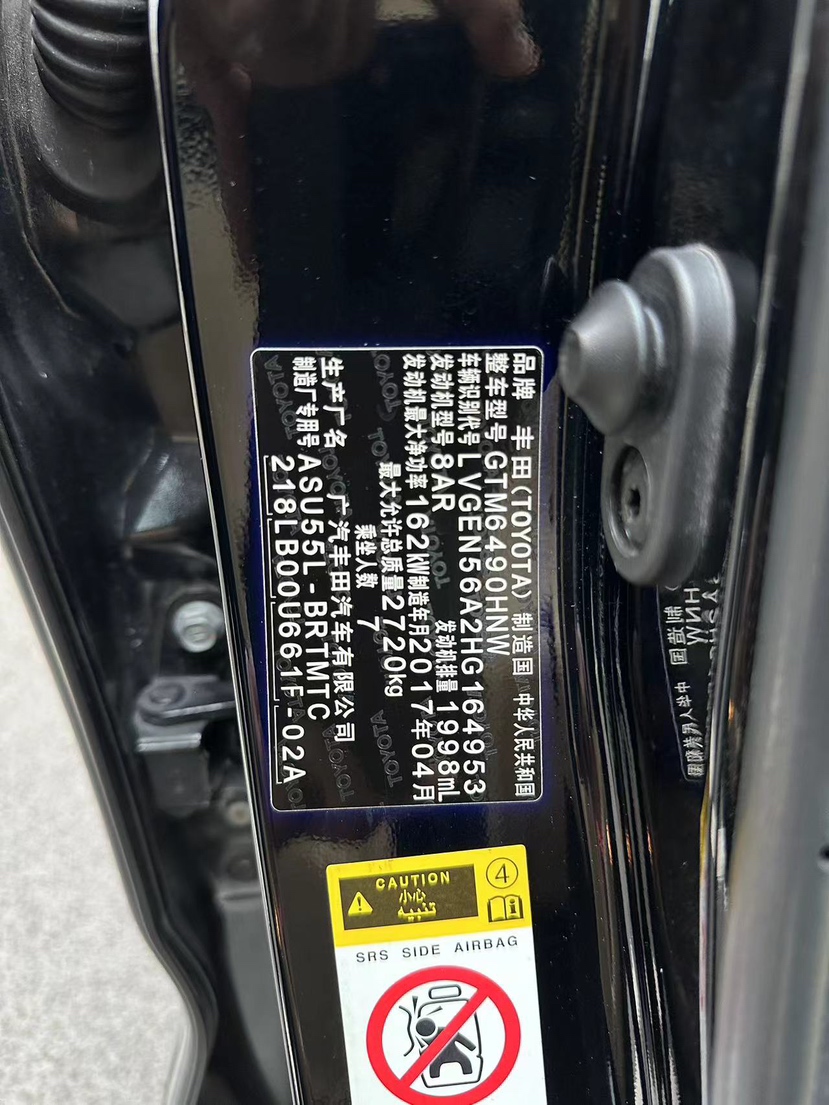 品牌 丰田(TOYOTA) 制造国 中华人民共和国
整车型号 GTM6490HNW
车辆识别代号 LVGEN56A2HG164953
发动机型号 8AR 发动机排量 1998mL
发动机最大净功率 162kW 制造年月 2017年04月
最大允许总质量 2720kg
乘坐人数 7
生产厂名 广汽丰田汽车有限公司
制造厂专用号 ASU55L-BRTMTC
218LB00U661F-02A
CAUTION
小心
تنبيه
4
SRS SIDE AIRBAG